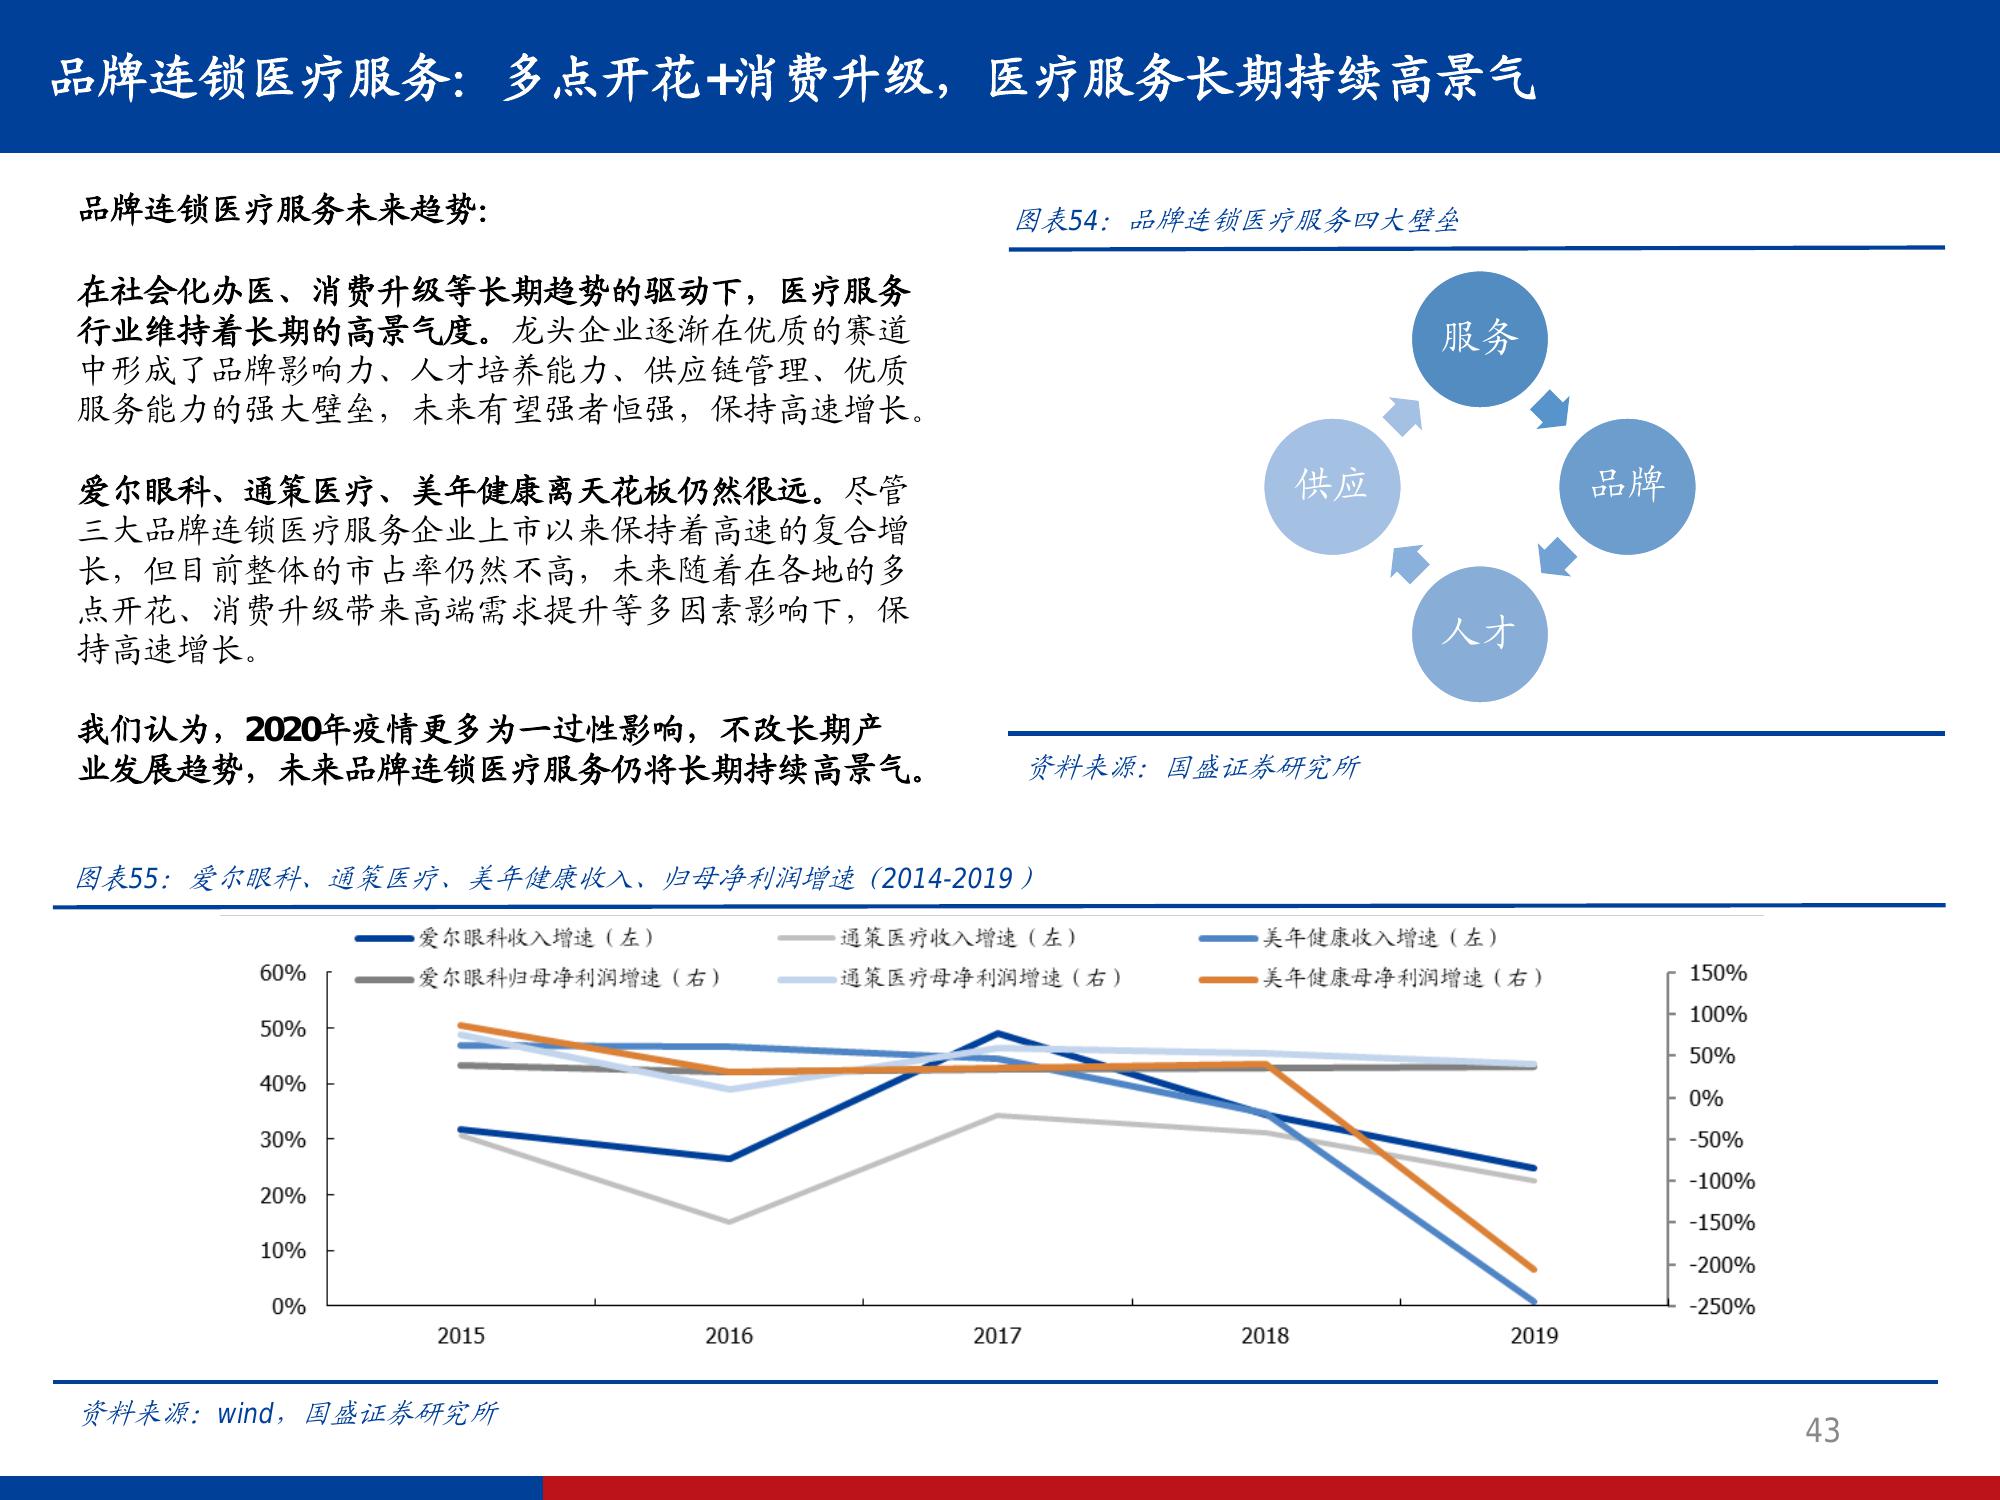 品牌连锁医疗服务：多点开花+消费升级，医疗服务长期持续高景气
品牌连锁医疗服务未来趋势：
在社会化办医、消费升级等长期趋势的驱动下，医疗服务
行业维持着长期的高景气度。龙头企业逐渐在优质的赛道
中形成了品牌影响力、人才培养能力、供应链管理、优质
服务能力的强大壁垒，未来有望强者恒强，保持高速增长。
爱尔眼科、通策医疗、美年健康离天花板仍然很远。尽管
三大品牌连锁医疗服务企业上市以来保持着高速的复合增
长，但目前整体的市占率仍然不高，未来随着在各地的多
点开花、消费升级带来高端需求提升等多因素影响下，保
持高速增长。
我们认为，2020年疫情更多为一过性影响，不改长期产
业发展趋势，未来品牌连锁医疗服务仍将长期持续高景气。
图表54：品牌连锁医疗服务四大壁垒
服务
供应
品牌
人才
资料来源：国盛证券研究所
图表55：爱尔眼科、通策医疗、美年健康收入、归母净利润增速（2014-2019）
爱尔眼科收入增速（左）
通策医疗收入增速（左）
美年健康收入增速（左）
爱尔眼科归母净利润增速（右）
通策医疗母净利润增速（右）
美年健康母净利润增速（右）
60%
50%
40%
30%
20%
10%
0%
150%
100%
50%
0%
-50%
-100%
-150%
-200%
-250%
2015
2016
2017
2018
2019
资料来源：wind，国盛证券研究所
43